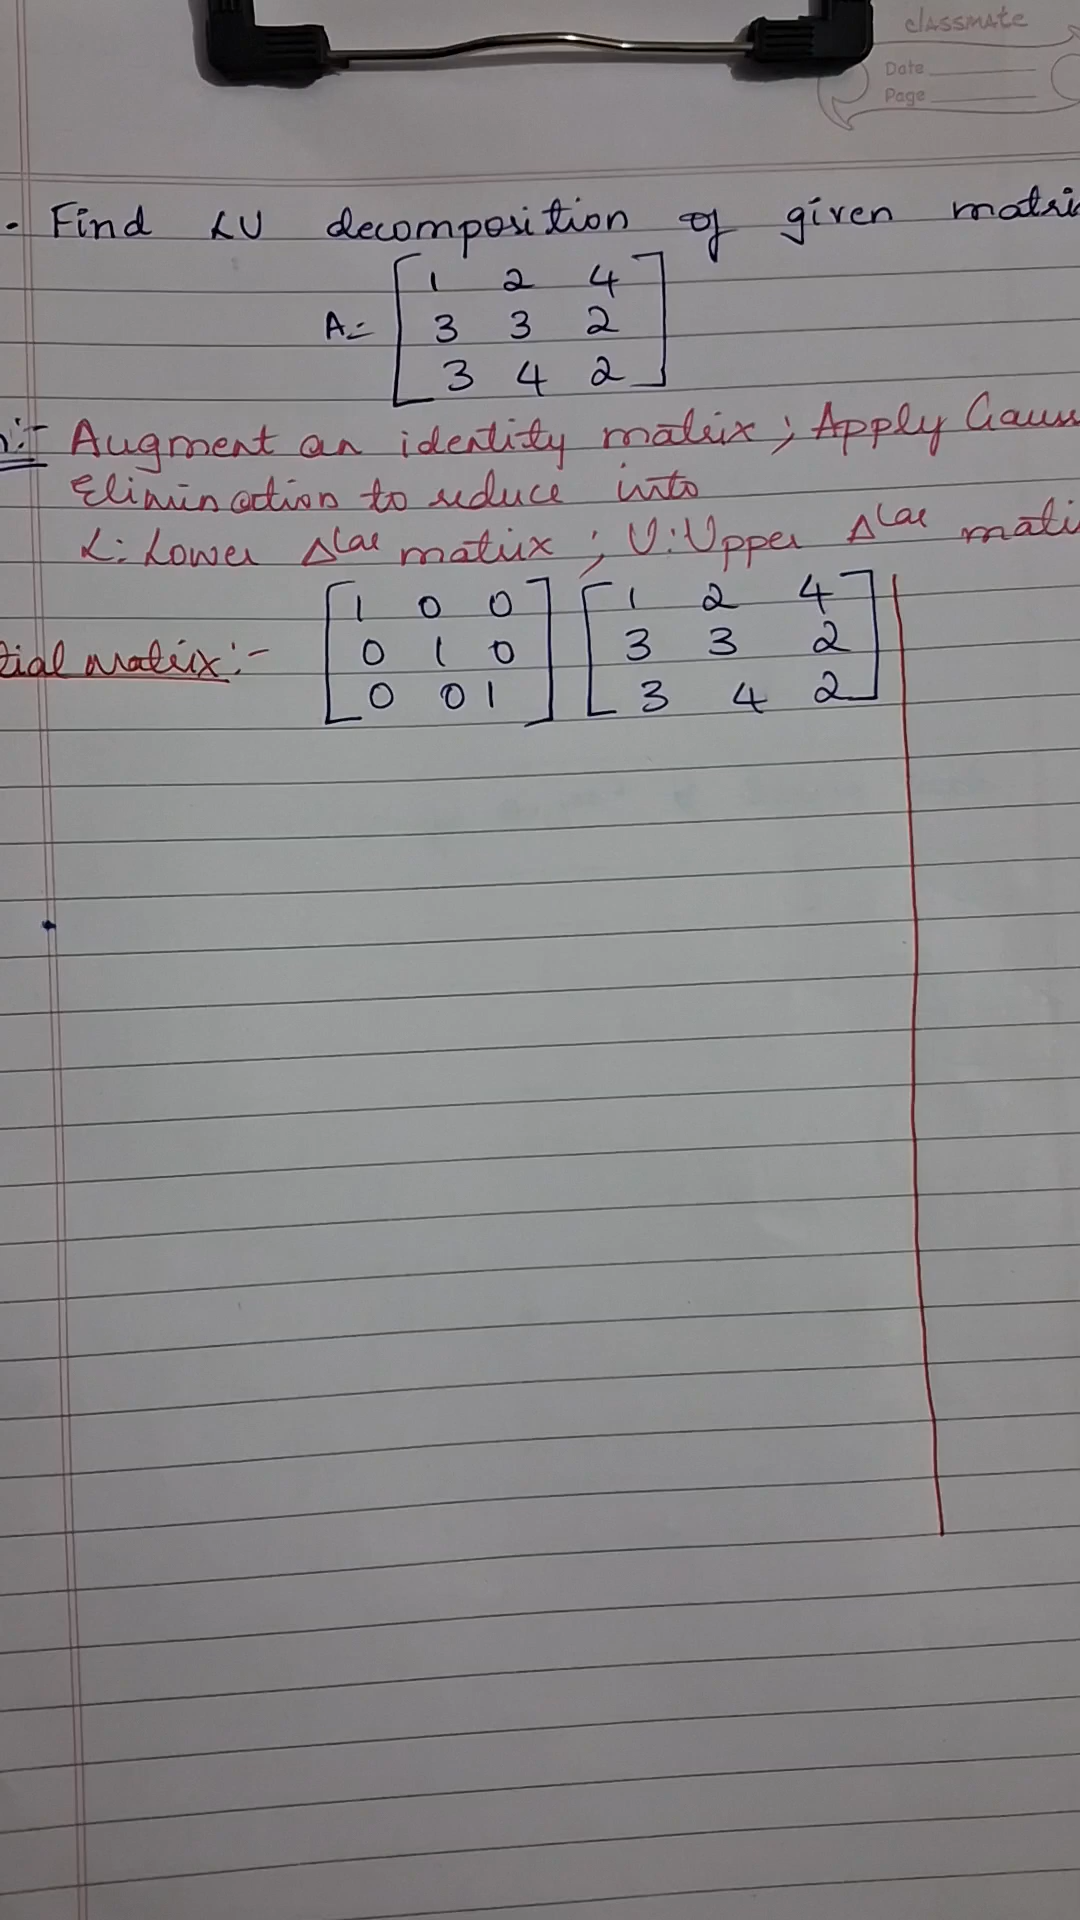 classmate
Date
Page
. Find LU decomposition of given matri
1 2 4
A= 3 3 2
3 4 2
n:- Augment an identity matrix; Apply Gauss
Elimination to reduce into
L: Lower Δlar matrix ; U: Upper Δlar matri
1 0 0 1 2 4
tial Matrix:- 0 1 0 3 3 2
0 0 1 3 4 2